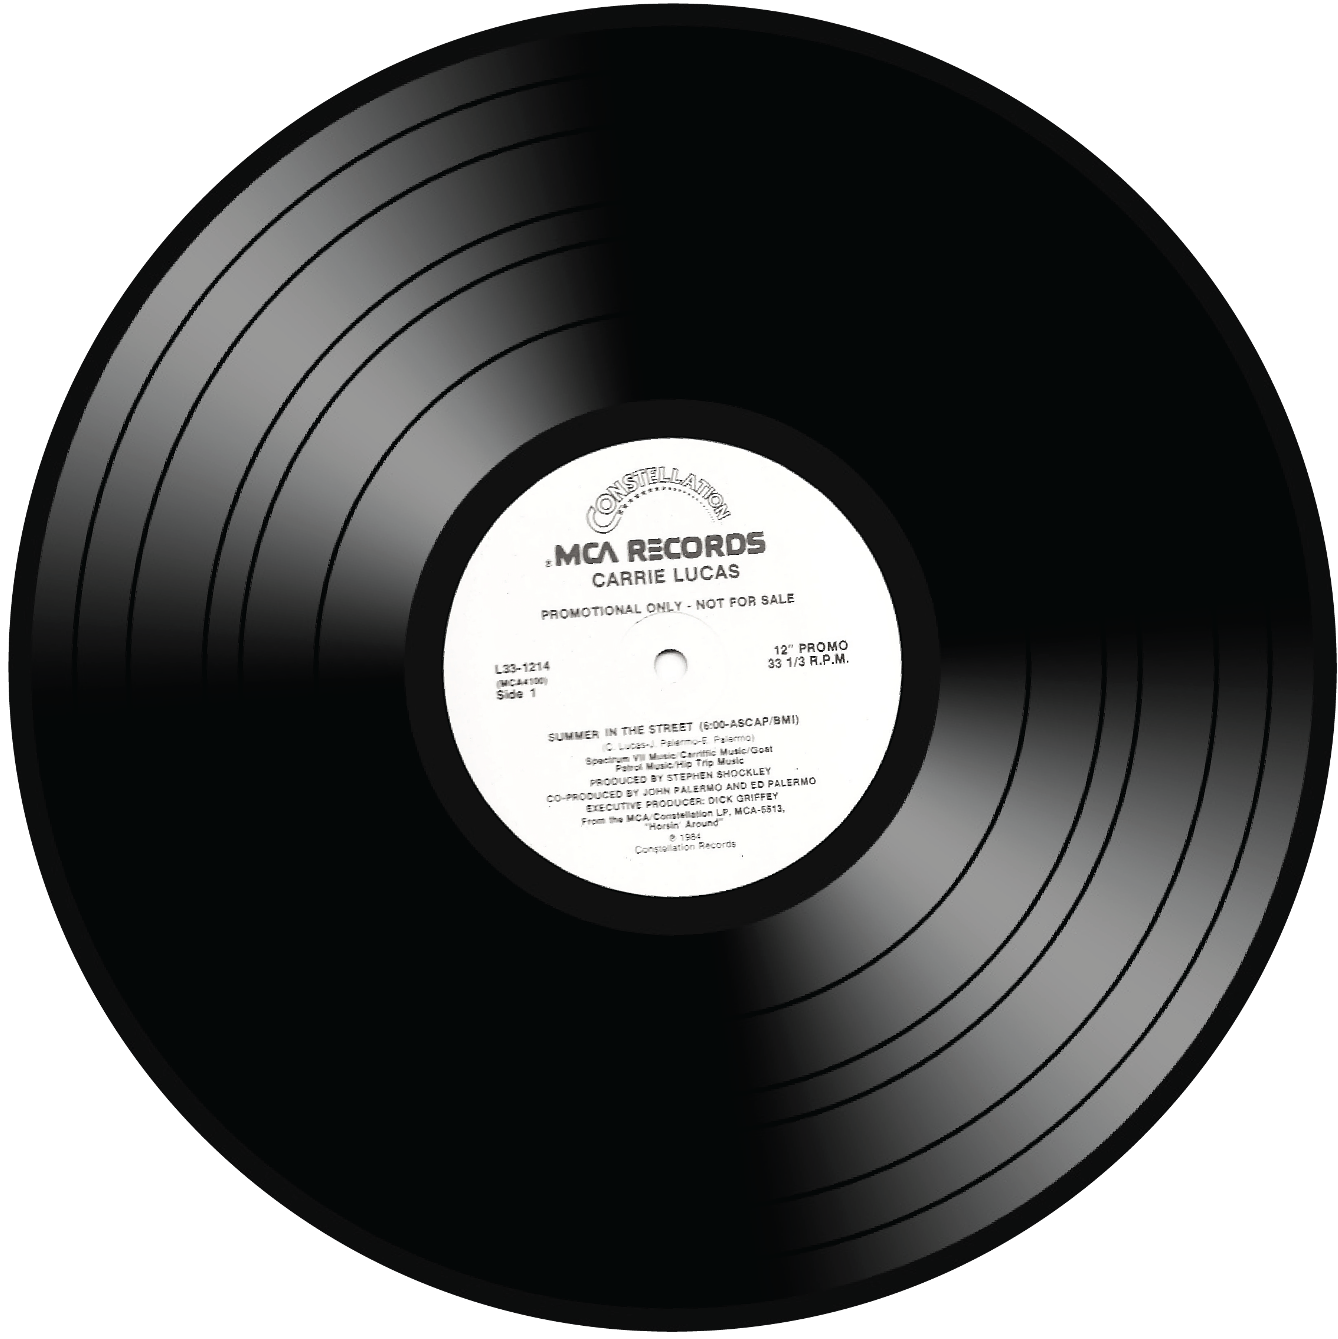 CONSTELLATION
MCA RECORDS
CARRIE LUCAS
PROMOTIONAL ONLY - NOT FOR SALE
12" PROMO
33 1/3 R.P.M.
L33-1214
(MCA4100)
Side 1
SUMMER IN THE STREET (6:00-ASCAP/BMI)
(C. Lucas-J. Palermo-E. Palermo)
Spectrum VII Music/Carriffic Music/Goat
Patrol Music/Hip Trip Music
PRODUCED BY STEPHEN SHOCKLEY
CO-PRODUCED BY JOHN PALERMO AND ED PALERMO
EXECUTIVE PRODUCER: DICK GRIFFEY
From the MCA/Constellation LP, MCA-5513,
"Horsin' Around"
℗ 1984
Constellation Records